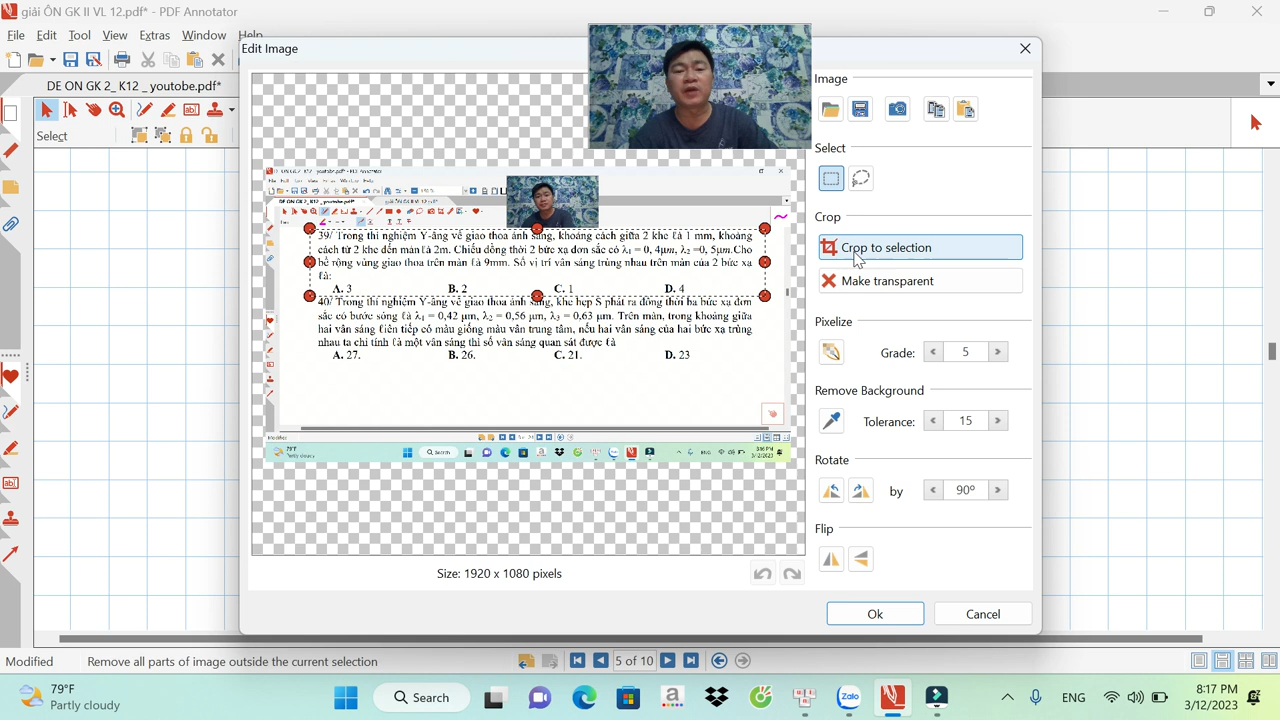 giải ÔN GK II VL 12.pdf* - PDF Annotator
File Edit Tool View Extras Window Help
DE ON GK 2_ K12 _ youtube.pdf*
Select
Edit Image
39/ Trong thí nghiệm Y-âng về giao thoa ánh sáng, khoảng cách giữa 2 khe là 1 mm, khoảng
cách từ 2 khe đến màn là 2m. Chiếu đồng thời 2 bức xạ đơn sắc có λ₁ = 0, 4μm, λ₂ =0, 5μm.Cho
bề rộng vùng giao thoa trên màn là 9mm. Số vị trí vân sáng trùng nhau trên màn của 2 bức xạ
là:
A. 3 B. 2 C. 1 D. 4
40/ Trong thí nghiệm Y-âng về giao thoa ánh sáng, khe hẹp S phát ra đồng thời ba bức xạ đơn
sắc có bước sóng là λ₁ = 0,42 μm, λ₂ = 0,56 μm, λ₃ = 0,63 μm. Trên màn, trong khoảng giữa
hai vân sáng liên tiếp có màu giống màu vân trung tâm, nếu hai vân sáng của hai bức xạ trùng
nhau ta chỉ tính là một vân sáng thì số vân sáng quan sát được là
A. 27. B. 26. C. 21. D. 23
Search
Size: 1920 x 1080 pixels
Image
Select
Crop
Crop to selection
Make transparent
Pixelize
Grade: < 5 >
Remove Background
Tolerance: < 15 >
Rotate
by < 90º >
Flip
Ok Cancel
Modified Remove all parts of image outside the current selection 5 of 10
79°F
Partly cloudy
Search
a
Zalo
ENG
8:17 PM
3/12/2023